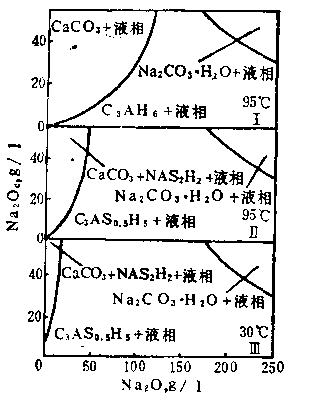 CaCO₃+液相
Na₂CO₃·H₂O+液相
C₃AH₆+液相
95℃
I
40
20
0
CaCO₃+NAS₂H₂+液相
Na₂CO₃·H₂O+液相
C₃AS₀.₅H₅+液相
95℃
II
40
20
0
CaCO₃+NAS₂H₂+液相
Na₂CO₃·H₂O+液相
C₃AS₀.₅H₅+液相
30℃
III
40
20
0 50 100 150 200 250
Na₂O,g/l
Na₂Oc,g/l